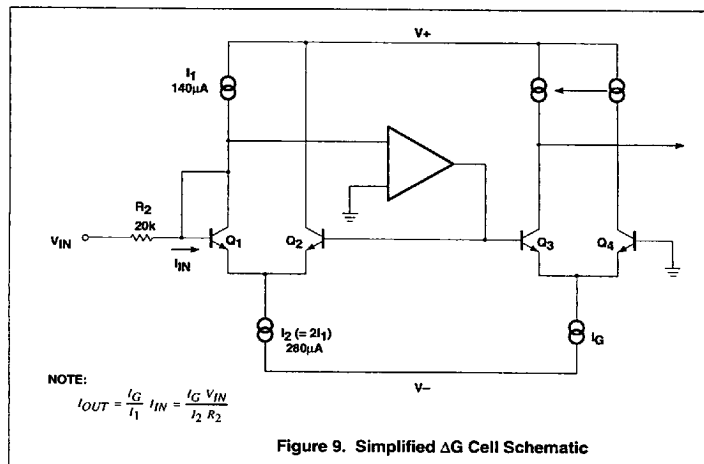 V+
I1
140µA
R2
20k
VIN
IIN
Q1
Q2
Q3
Q4
I2 (= 2I1)
280µA
IG
V–
NOTE:
IOUT = IG/I1 IIN = IG VIN/I2 R2
Figure 9. Simplified ΔG Cell Schematic